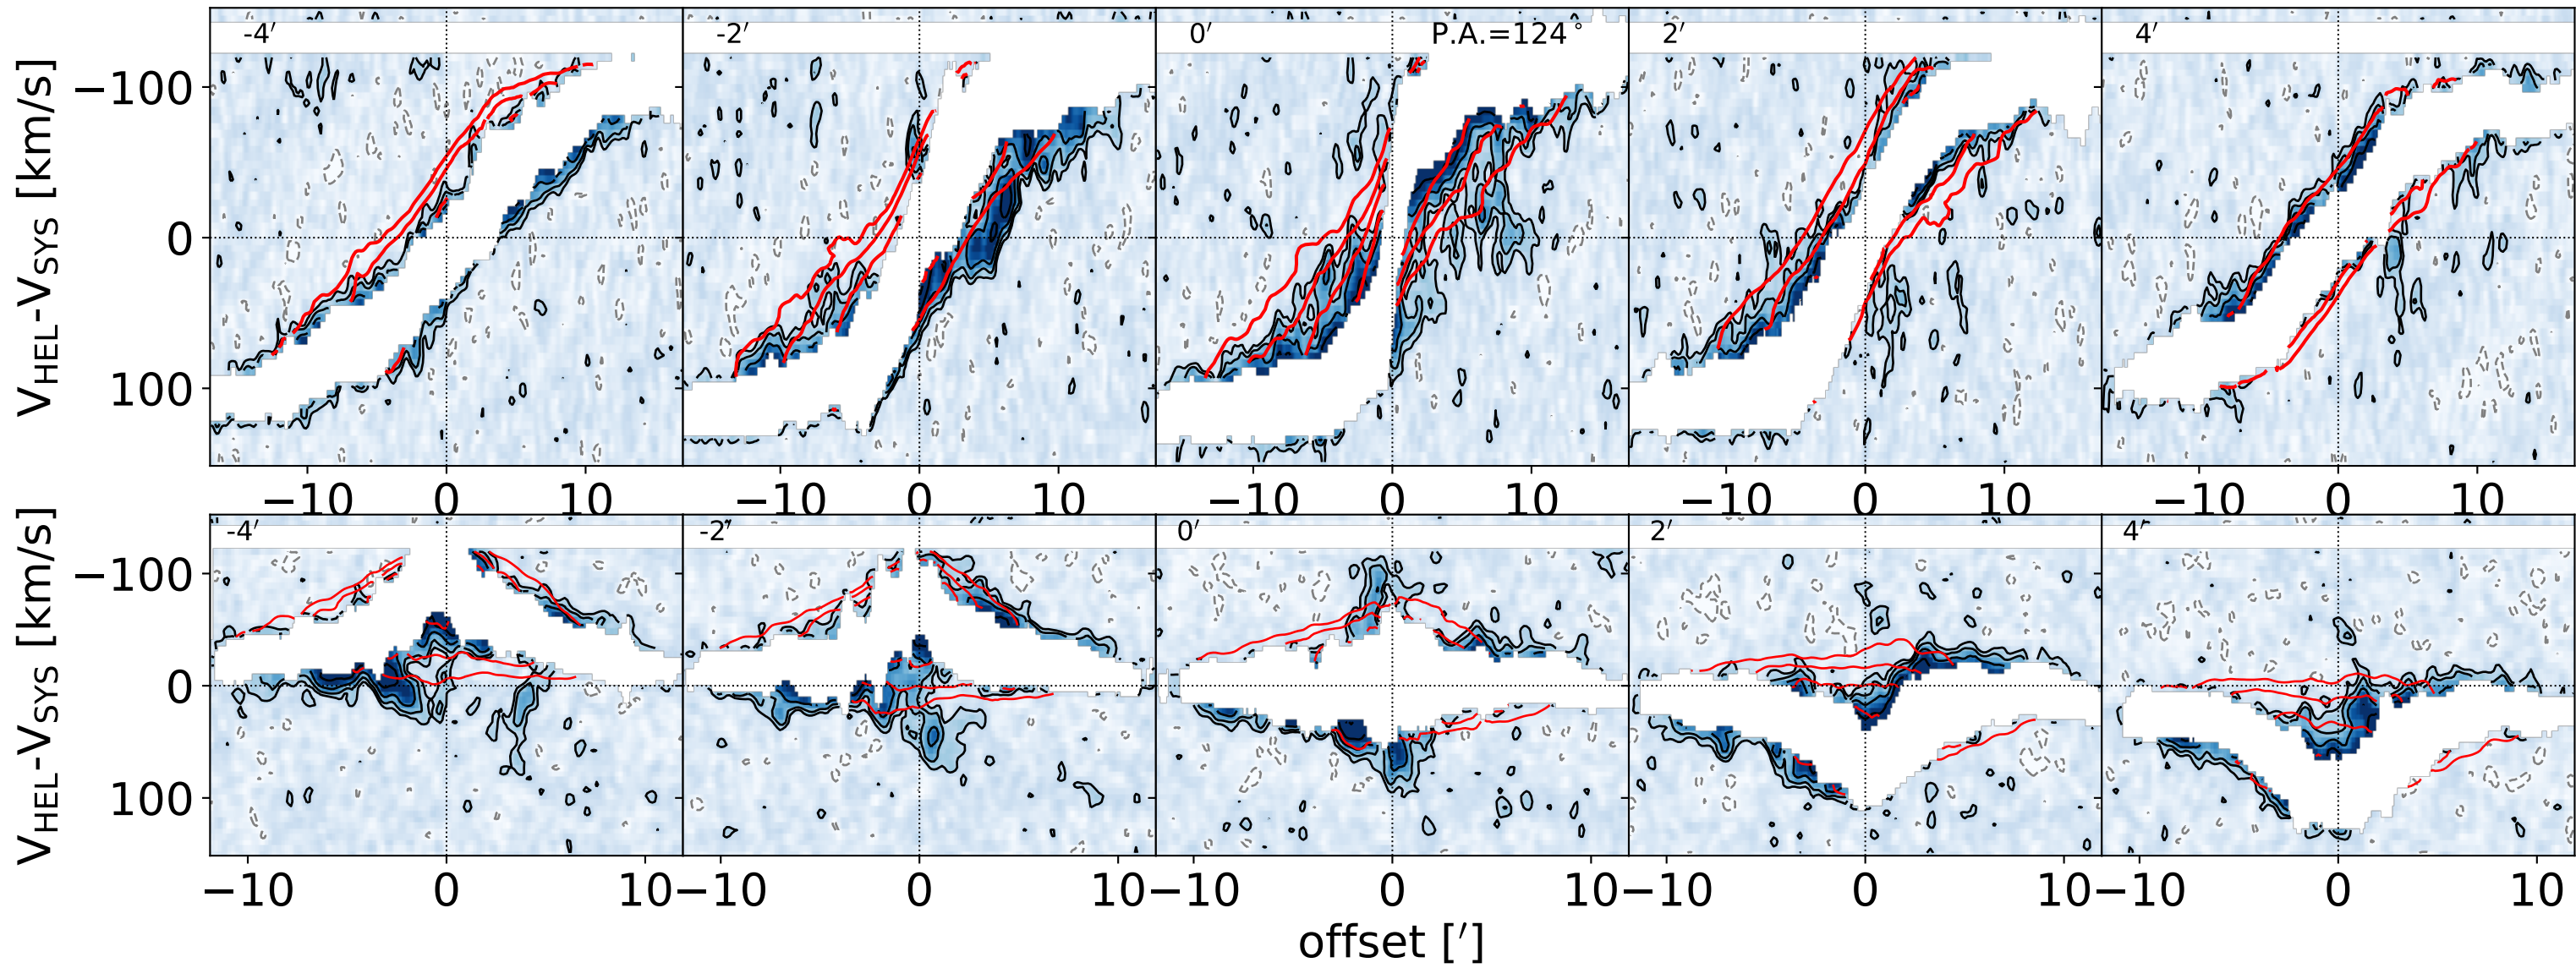 -4′ -2′ 0′ P.A.=124° 2′ 4′
V_HEL-V_SYS [km/s]
−100
0
100
−10 0 10 −10 0 10 −10 0 10 −10 0 10 −10 0 10
-4′ -2′ 0′ 2′ 4′
V_HEL-V_SYS [km/s]
−100
0
100
−10 0 10 −10 0 10 −10 0 10 −10 0 10 −10 0 10
offset [′]